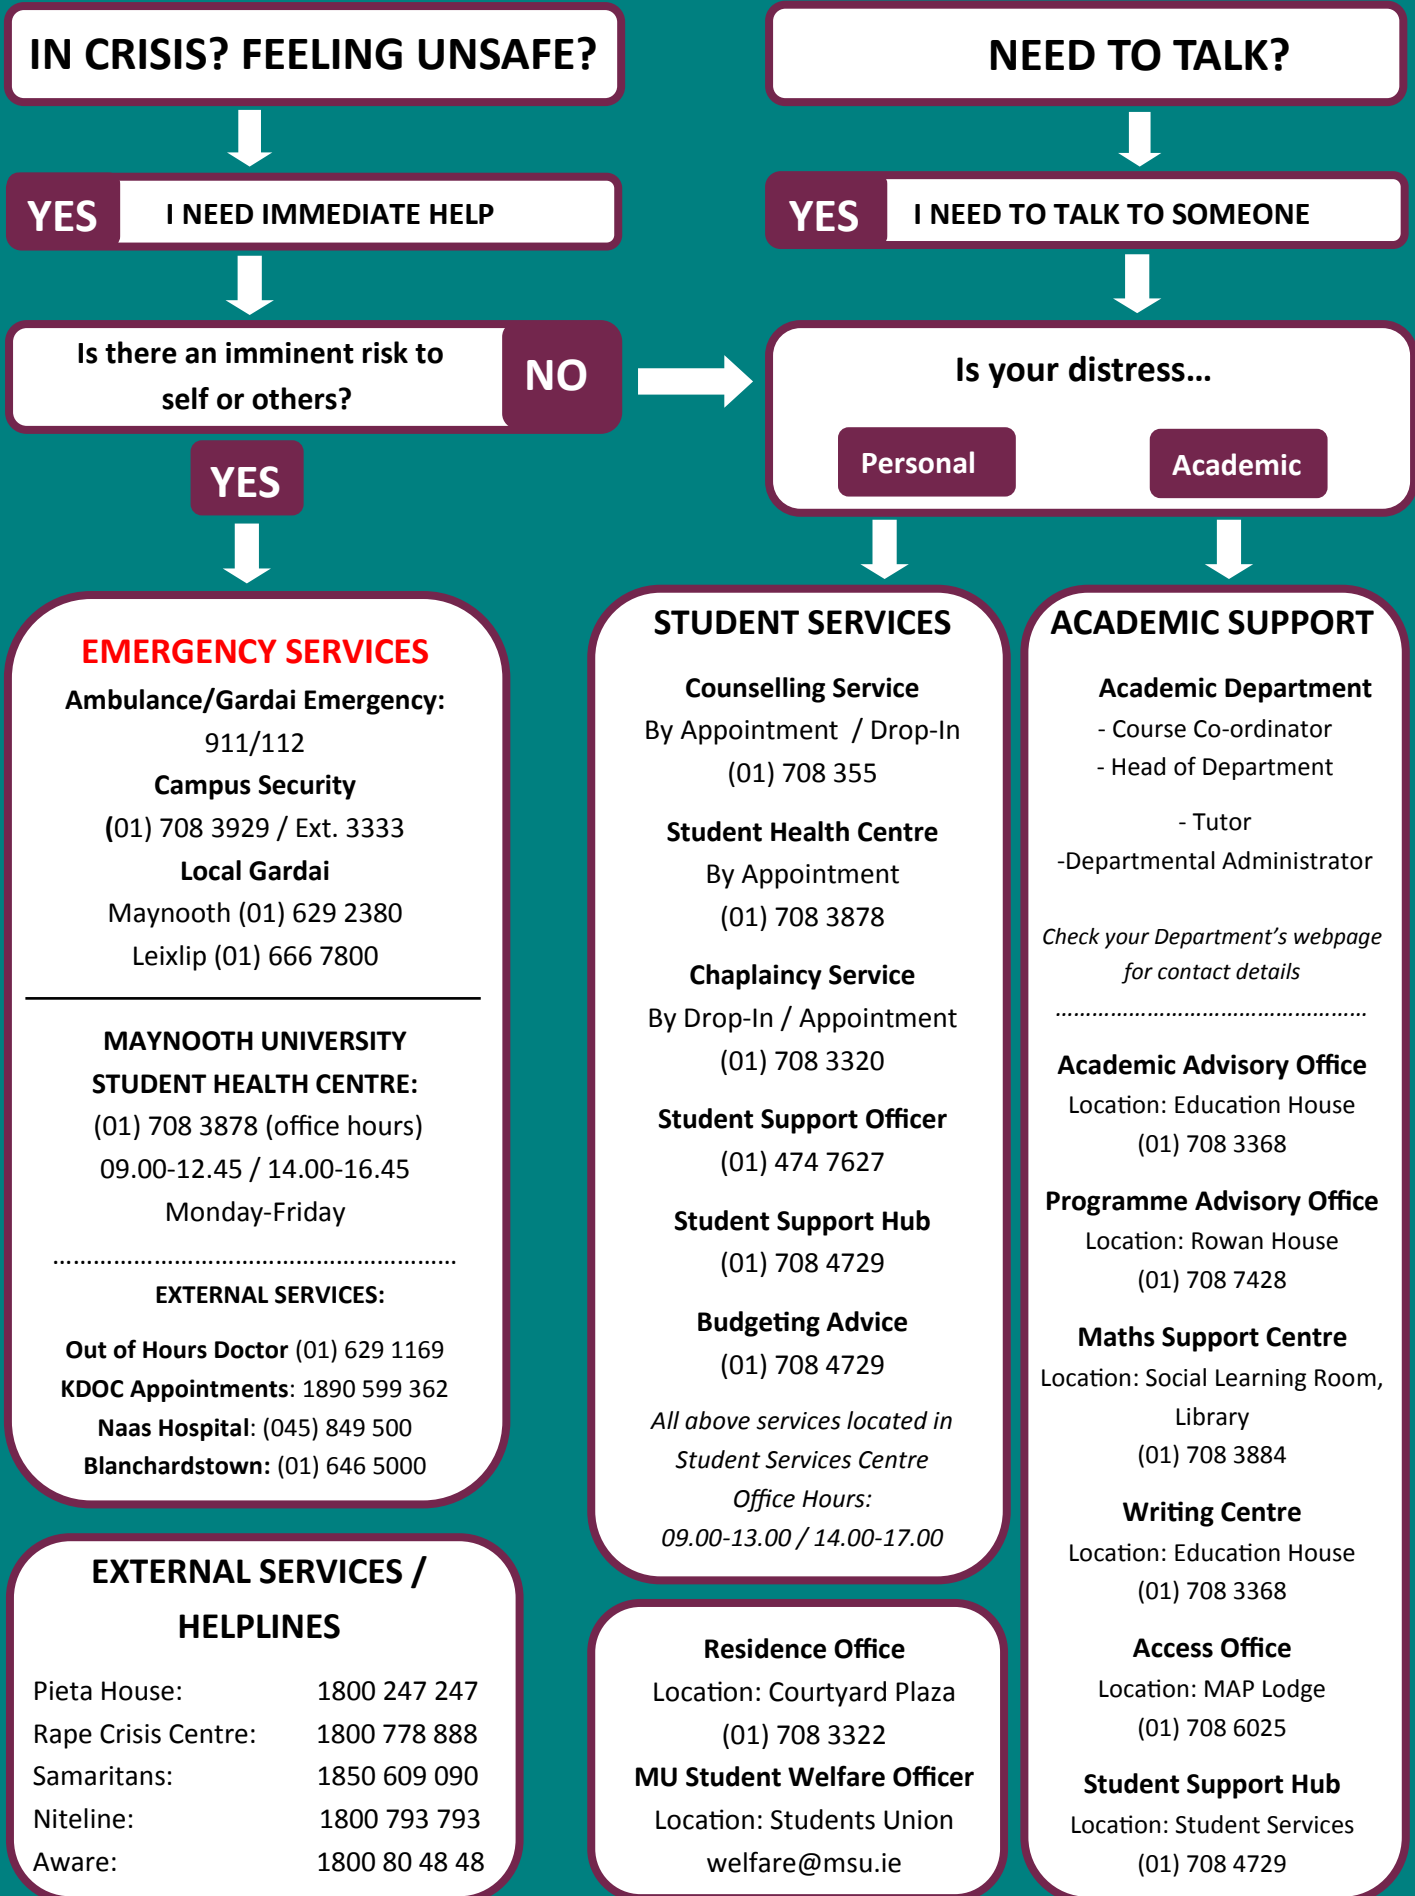 IN CRISIS? FEELING UNSAFE?
YES
I NEED IMMEDIATE HELP
Is there an imminent risk to
self or others?
NO
YES
EMERGENCY SERVICES
Ambulance/Gardai Emergency:
911/112
Campus Security
(01) 708 3929 / Ext. 3333
Local Gardai
Maynooth (01) 629 2380
Leixlip (01) 666 7800
MAYNOOTH UNIVERSITY
STUDENT HEALTH CENTRE:
(01) 708 3878 (office hours)
09.00-12.45 / 14.00-16.45
Monday-Friday
............................................................
EXTERNAL SERVICES:
Out of Hours Doctor (01) 629 1169
KDOC Appointments: 1890 599 362
Naas Hospital: (045) 849 500
Blanchardstown: (01) 646 5000
EXTERNAL SERVICES /
HELPLINES
Pieta House: 1800 247 247
Rape Crisis Centre: 1800 778 888
Samaritans: 1850 609 090
Niteline: 1800 793 793
Aware: 1800 80 48 48
NEED TO TALK?
YES
I NEED TO TALK TO SOMEONE
Is your distress…
Personal
Academic
STUDENT SERVICES
Counselling Service
By Appointment / Drop-In
(01) 708 355
Student Health Centre
By Appointment
(01) 708 3878
Chaplaincy Service
By Drop-In / Appointment
(01) 708 3320
Student Support Officer
(01) 474 7627
Student Support Hub
(01) 708 4729
Budgeting Advice
(01) 708 4729
All above services located in
Student Services Centre
Office Hours:
09.00-13.00 / 14.00-17.00
Residence Office
Location: Courtyard Plaza
(01) 708 3322
MU Student Welfare Officer
Location: Students Union
welfare@msu.ie
ACADEMIC SUPPORT
Academic Department
- Course Co-ordinator
- Head of Department
- Tutor
-Departmental Administrator
Check your Department’s webpage
for contact details
..............................................
Academic Advisory Office
Location: Education House
(01) 708 3368
Programme Advisory Office
Location: Rowan House
(01) 708 7428
Maths Support Centre
Location: Social Learning Room,
Library
(01) 708 3884
Writing Centre
Location: Education House
(01) 708 3368
Access Office
Location: MAP Lodge
(01) 708 6025
Student Support Hub
Location: Student Services
(01) 708 4729